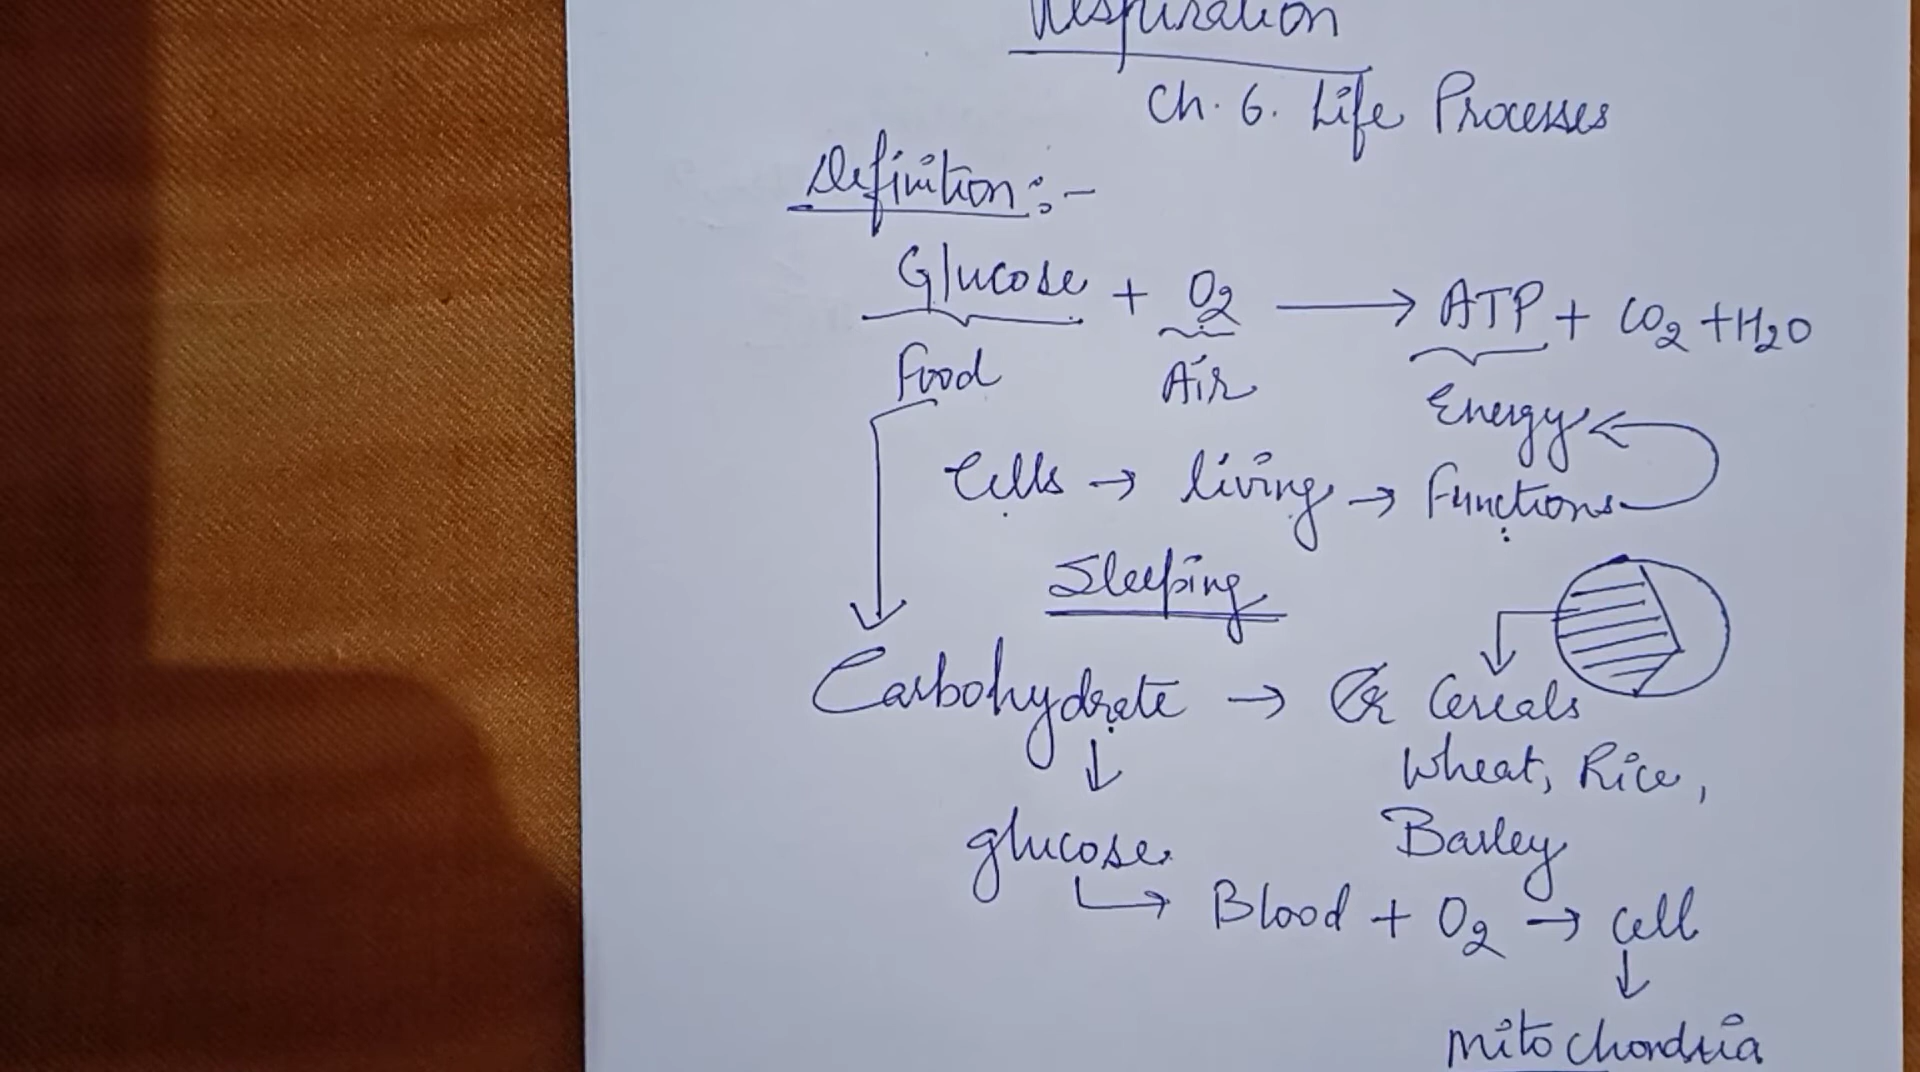 Respiration
Ch. 6. Life Processes
Definition :-
Glucose + O2 → ATP + CO2 + H2O
Food Air Energy
Cells → living → Functions
Sleeping
Carbohydrate → Cereals
Wheat, Rice,
glucose Barley
Blood + O2 → Cell
↓
Mitochondria